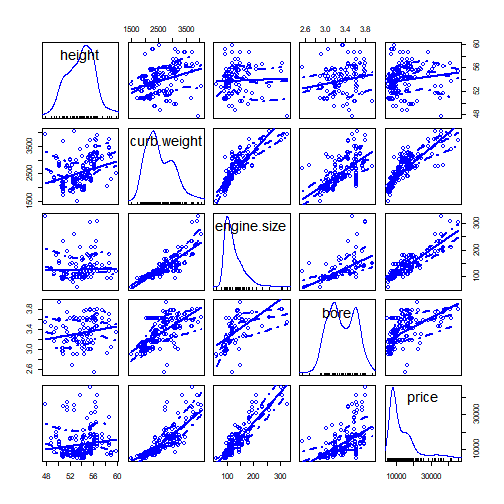 1500 2500 3500 2.6 3.0 3.4 3.8
height
48 52 56 60
1500 2500 3500
curb.weight
engine.size
100 200 300
2.6 3.0 3.4 3.8
bore
price
10000 30000
48 52 56 60 100 200 300 10000 30000